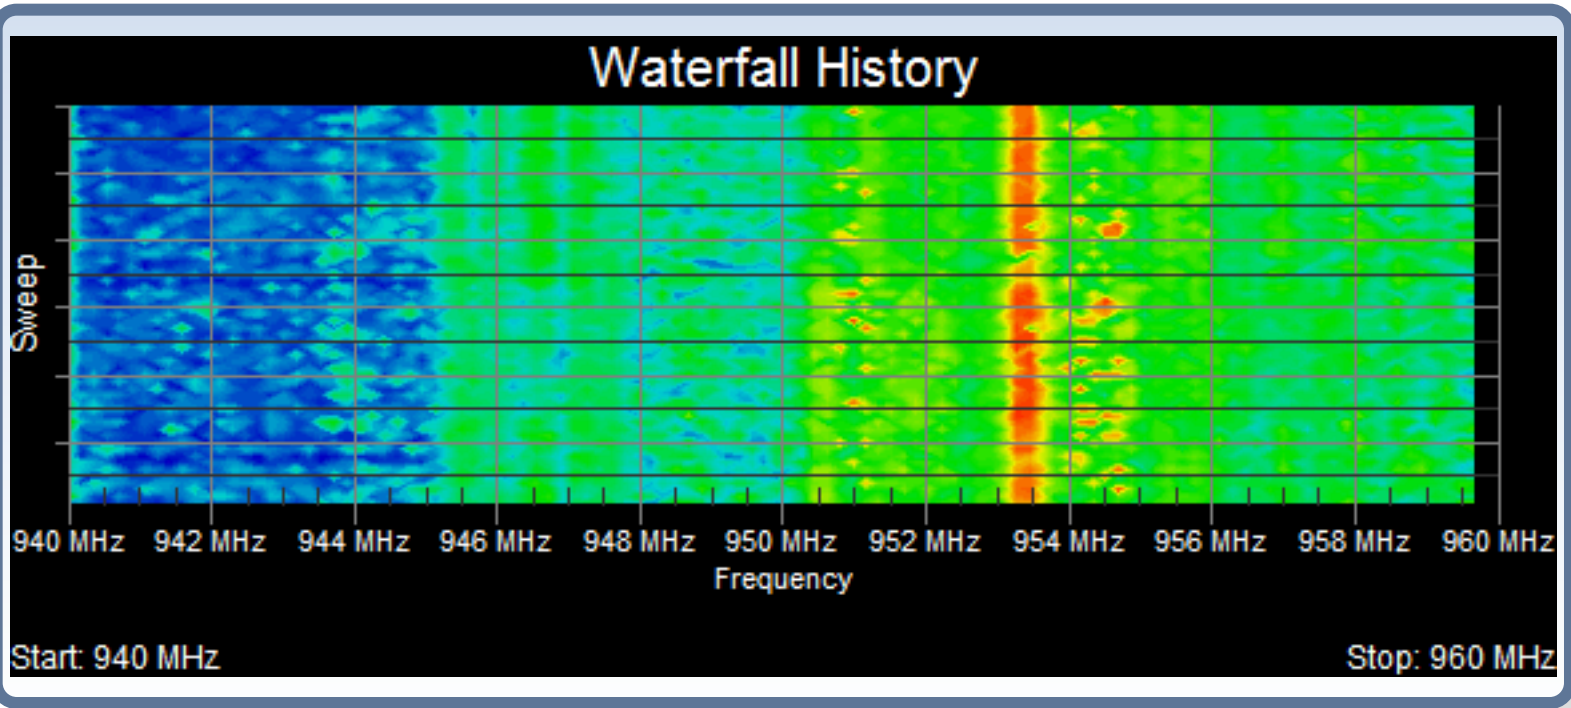 Waterfall History
Sweep
940 MHz 942 MHz 944 MHz 946 MHz 948 MHz 950 MHz 952 MHz 954 MHz 956 MHz 958 MHz 960 MHz
Frequency
Start: 940 MHz Stop: 960 MHz